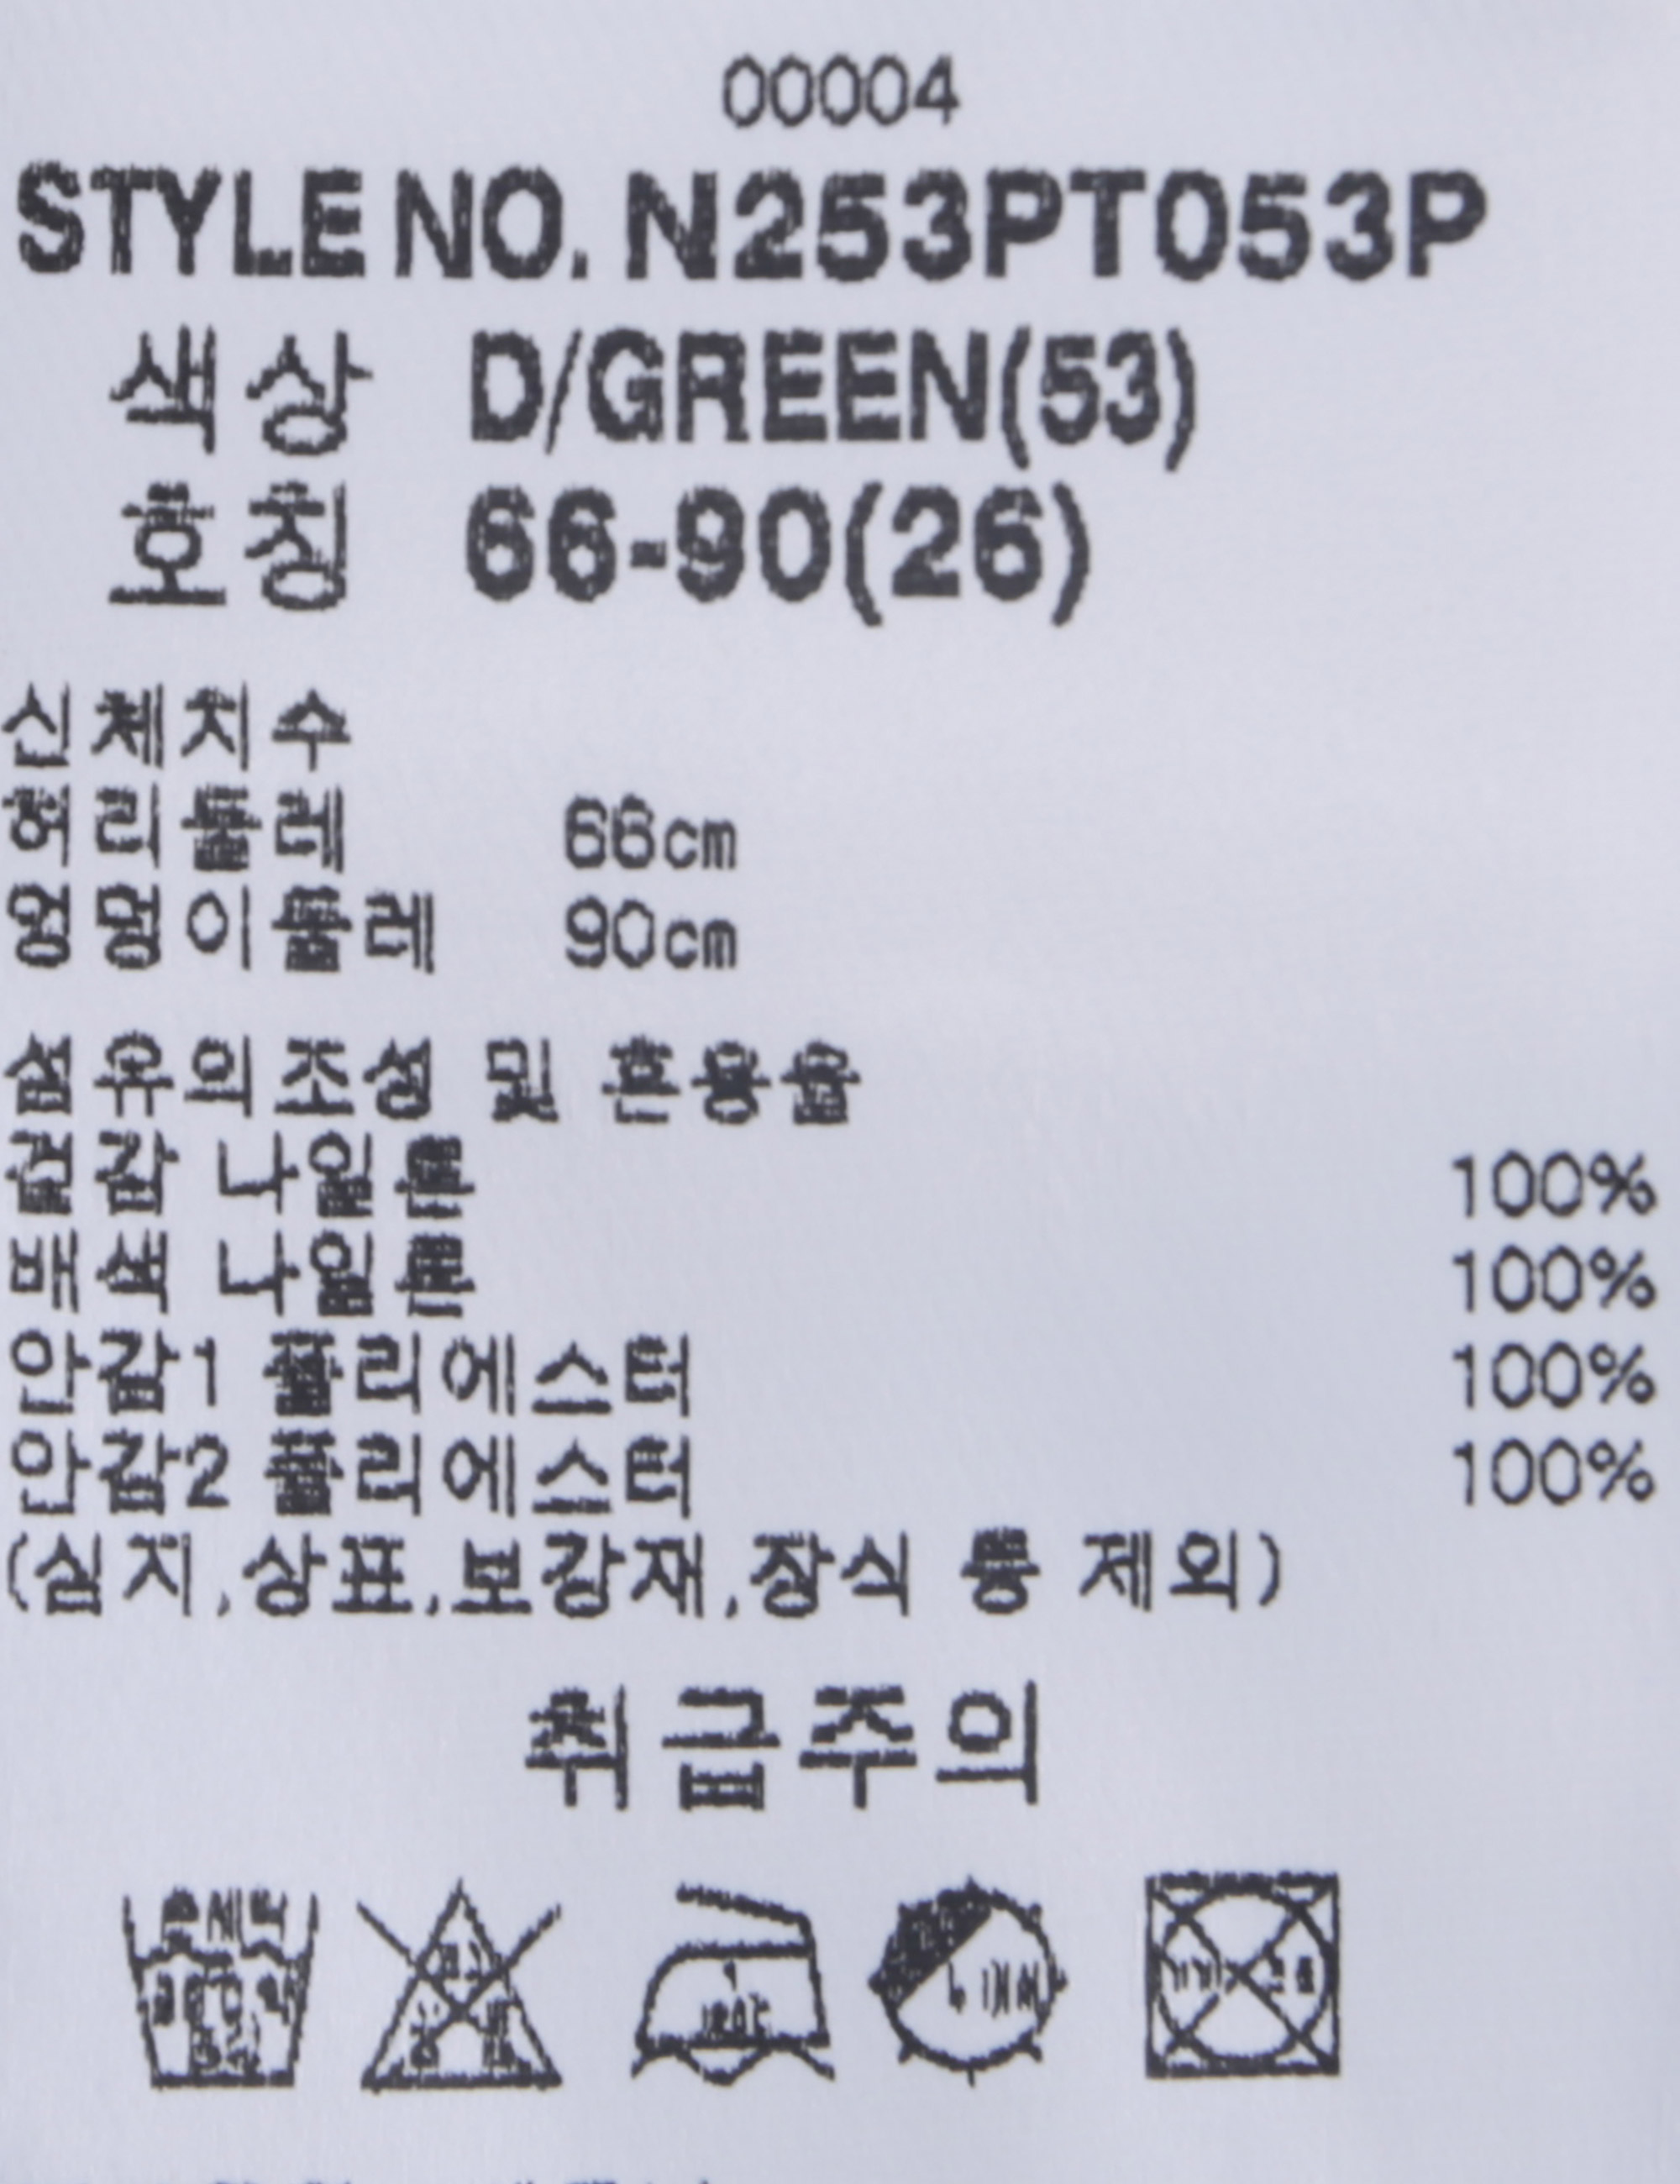 00004
STYLE NO. N253PT053P
색상 D/GREEN(53)
호칭 66-90(26)
신체치수
허리둘레 66cm
엉덩이둘레 90cm
섬유의조성 및 혼용율
겉감 나일론 100%
배색 나일론 100%
안감1 폴리에스터 100%
안감2 폴리에스터 100%
(심지,상표,보강재,장식 등 제외)
취급주의